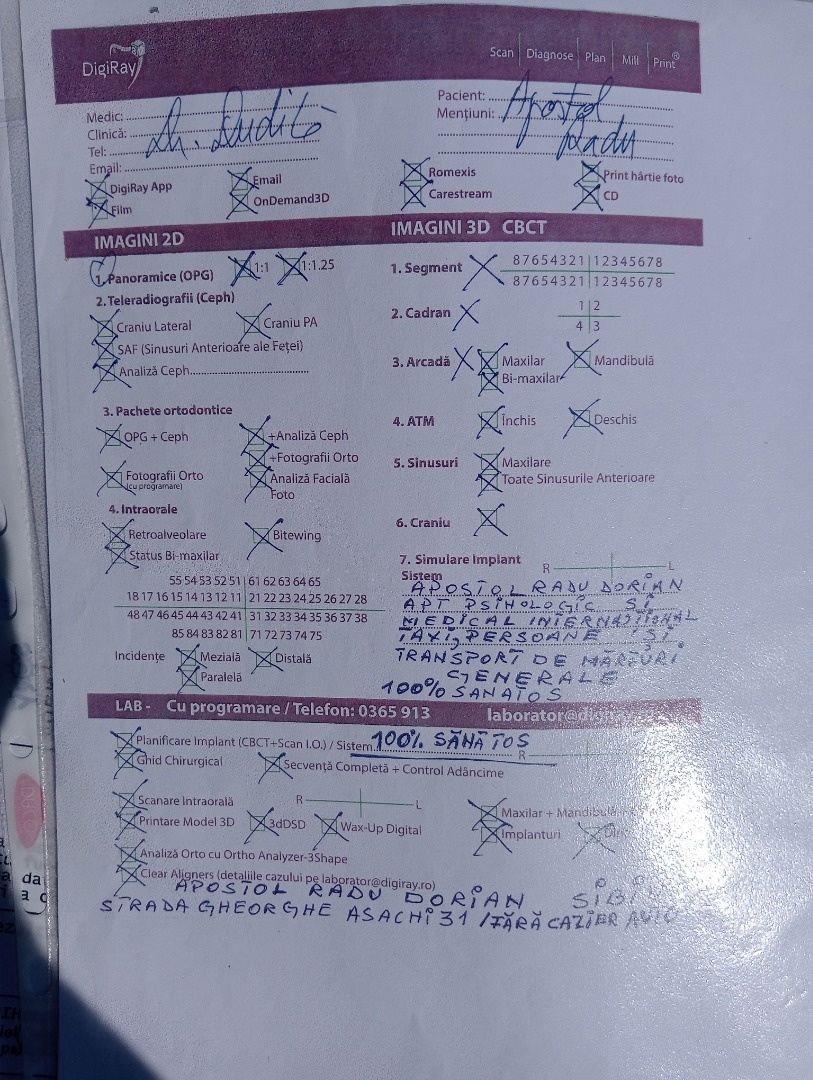 DigiRay
Scan | Diagnose | Plan | Mill | Print®
Medic:
Clinică:
Tel:
Email:
Pacient: Apostol
Mențiuni: Radu
DigiRay App
Email
Film
OnDemand3D
Romexis
Print hârtie foto
Carestream
CD
IMAGINI 2D
1. Panoramice (OPG) 1:1 1:1.25
2. Teleradiografii (Ceph)
Craniu Lateral Craniu PA
SAF (Sinusuri Anterioare ale Feței)
Analiză Ceph
3. Pachete ortodontice
OPG + Ceph +Analiză Ceph
+Fotografii Orto
Fotografii Orto Analiză Facială
(cu programare) Foto
4. Intraorale
Retroalveolare Bitewing
Status Bi-maxilar
55 54 53 52 51 | 61 62 63 64 65
18 17 16 15 14 13 12 11 | 21 22 23 24 25 26 27 28
48 47 46 45 44 43 42 41 | 31 32 33 34 35 36 37 38
85 84 83 82 81 | 71 72 73 74 75
Incidențe Mezială Distală
Paralelă
IMAGINI 3D CBCT
1. Segment 87654321 | 12345678
87654321 | 12345678
2. Cadran 1 | 2
4 | 3
3. Arcadă Maxilar Mandibulă
Bi-maxilar
4. ATM Închis Deschis
5. Sinusuri Maxilare
Toate Sinusurile Anterioare
6. Craniu
7. Simulare Implant R L
Sistem
APOSTOL RADU DORIAN
APT PSIHOLOGIC ȘI
MEDICAL INTERNAȚIONAL
TAXI, PERSOANE ȘI
TRANSPORT DE MĂRFURI
GENERALE
100% SANATOS
LAB - Cu programare / Telefon: 0365 913 laborator@
Planificare Implant (CBCT+Scan I.O.) / Sistem 100% SĂNĂTOS R
Ghid Chirurgical Secvență Completă + Control Adâncime
Scanare Intraorală R L Maxilar + Mandibulă
Printare Model 3D 3dDSD Wax-Up Digital Implanturi
Analiză Orto cu Ortho Analyzer-3Shape
Clear Aligners (detaliile cazului pe laborator@digiray.ro)
APOSTOL RADU DORIAN SIBIU
STRADA GHEORGHE ASACHI 31 / FĂRĂ CAZIER AUTO